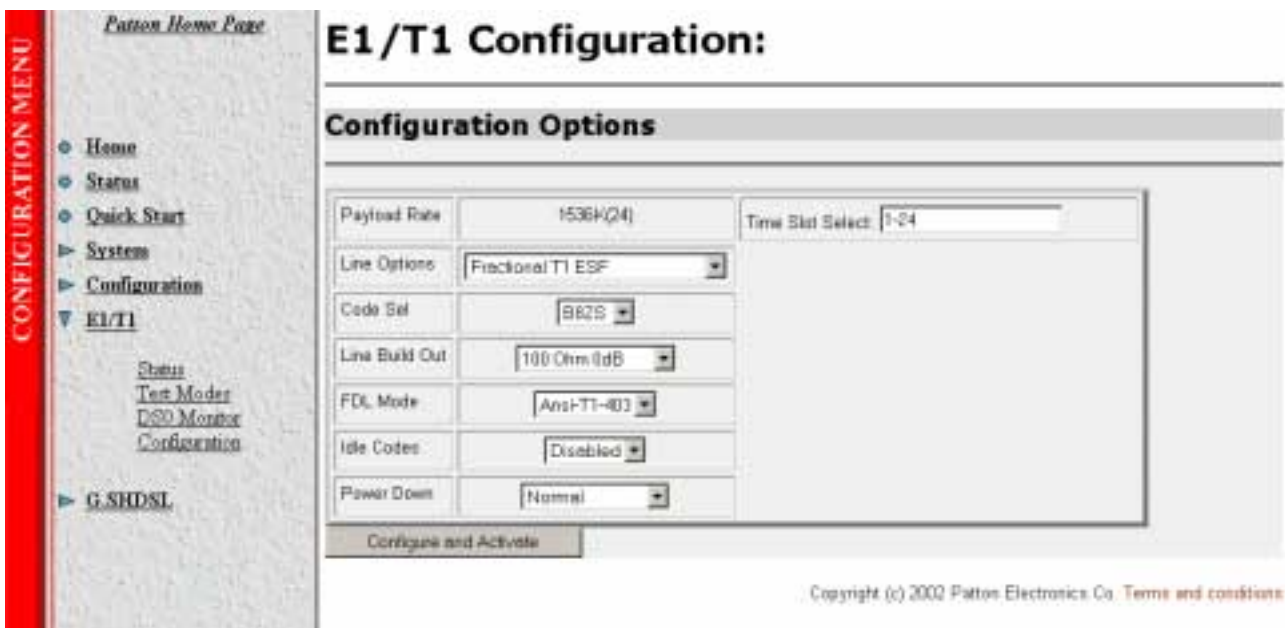 CONFIGURATION MENU
Patton Home Page
Home
Status
Quick Start
System
Configuration
E1/T1
Status
Test Modes
DS0 Monitor
Configuration
G.SHDSL
E1/T1 Configuration:
Configuration Options
Payload Rate 1536K(24) Time Slot Select: 1-24
Line Options Fractional T1 ESF
Code Sel B8ZS
Line Build Out 100 Ohm 0dB
FDL Mode Ansi-T1-403
Idle Codes Disabled
Power Down Normal
Configure and Activate
Copyright (c) 2002 Patton Electronics Co. Terms and conditions